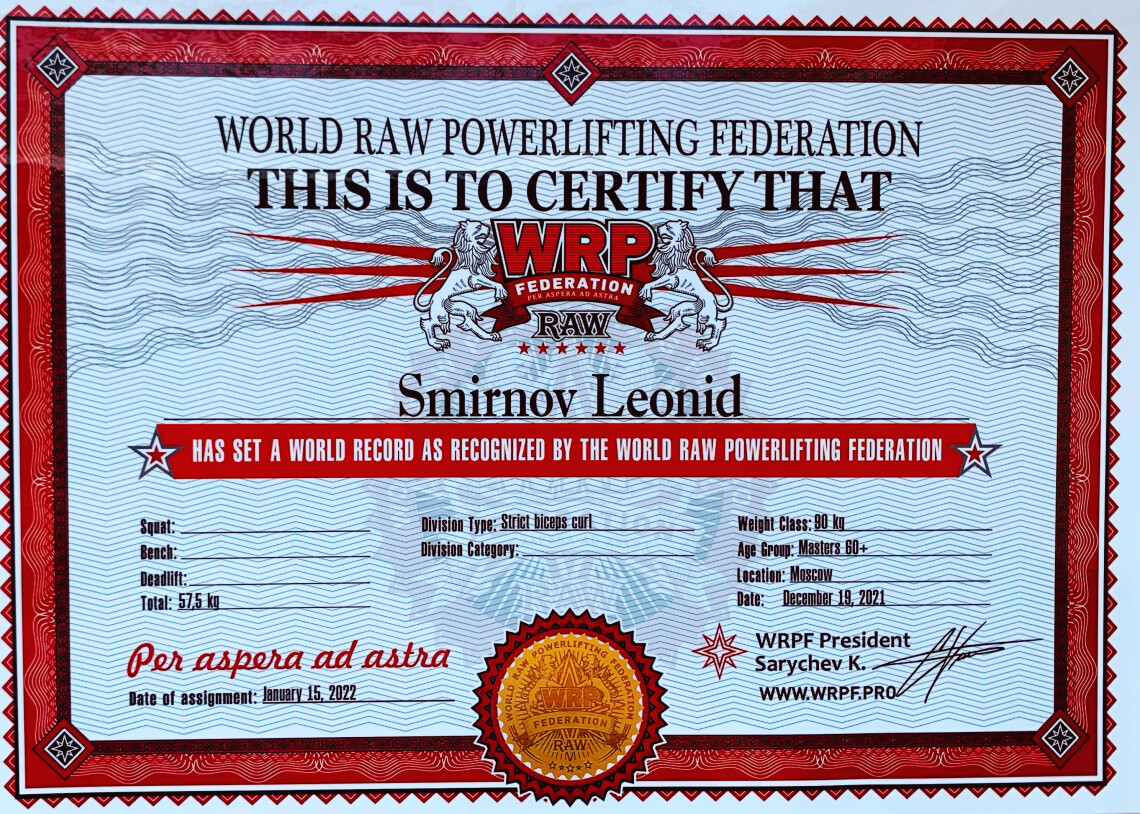 WORLD RAW POWERLIFTING FEDERATION
THIS IS TO CERTIFY THAT
WRP
FEDERATION
PER ASPERA AD ASTRA
RAW
Smirnov Leonid
HAS SET A WORLD RECORD AS RECOGNIZED BY THE WORLD RAW POWERLIFTING FEDERATION
Squat:
Bench:
Deadlift:
Total: 57,5 kg
Division Type: Strict biceps curl
Division Category:
Weight Class: 90 kg
Age Group: Masters 60+
Location: Moscow
Date: December 19, 2021
Per aspera ad astra
Date of assignment: January 15, 2022
WORLD RAW POWERLIFTING FEDERATION
WRP
FEDERATION
RAW
WRPF President
Sarychev K.
WWW.WRPF.PRO